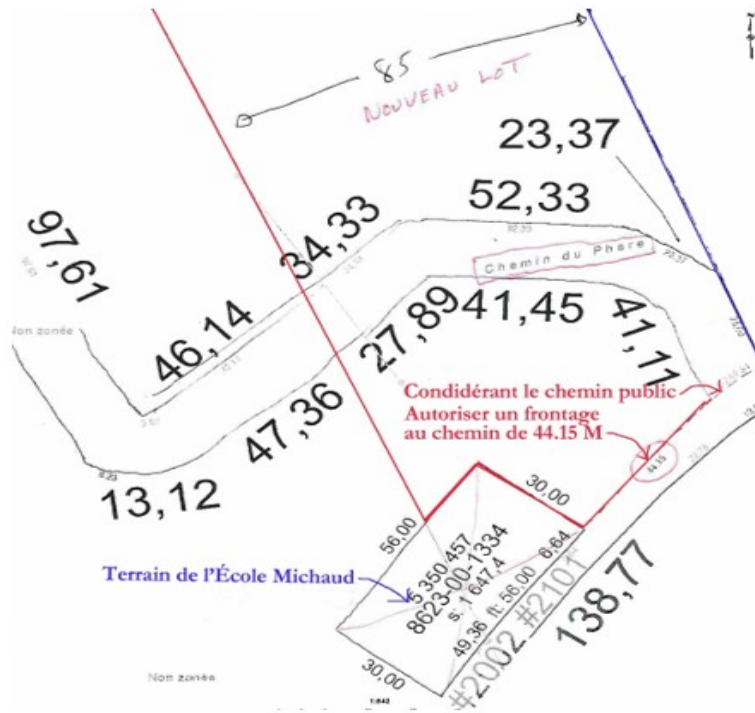 85
NOUVEAU LOT
23,37
52,33
34,33
97,61
Chemin du Phare
46,14
27,89
41,45
41,11
Non zonée
47,36
13,12
Condidérant le chemin public
Autoriser un frontage
au chemin de 44.15 M
44.15
56,00
30,00
5 350 457
8623-00-1334
s: 1 647,4
6,64
49,36 ft: 56,00
Terrain de l'École Michaud
#2002 #2101
138,77
30,00
Non zonée